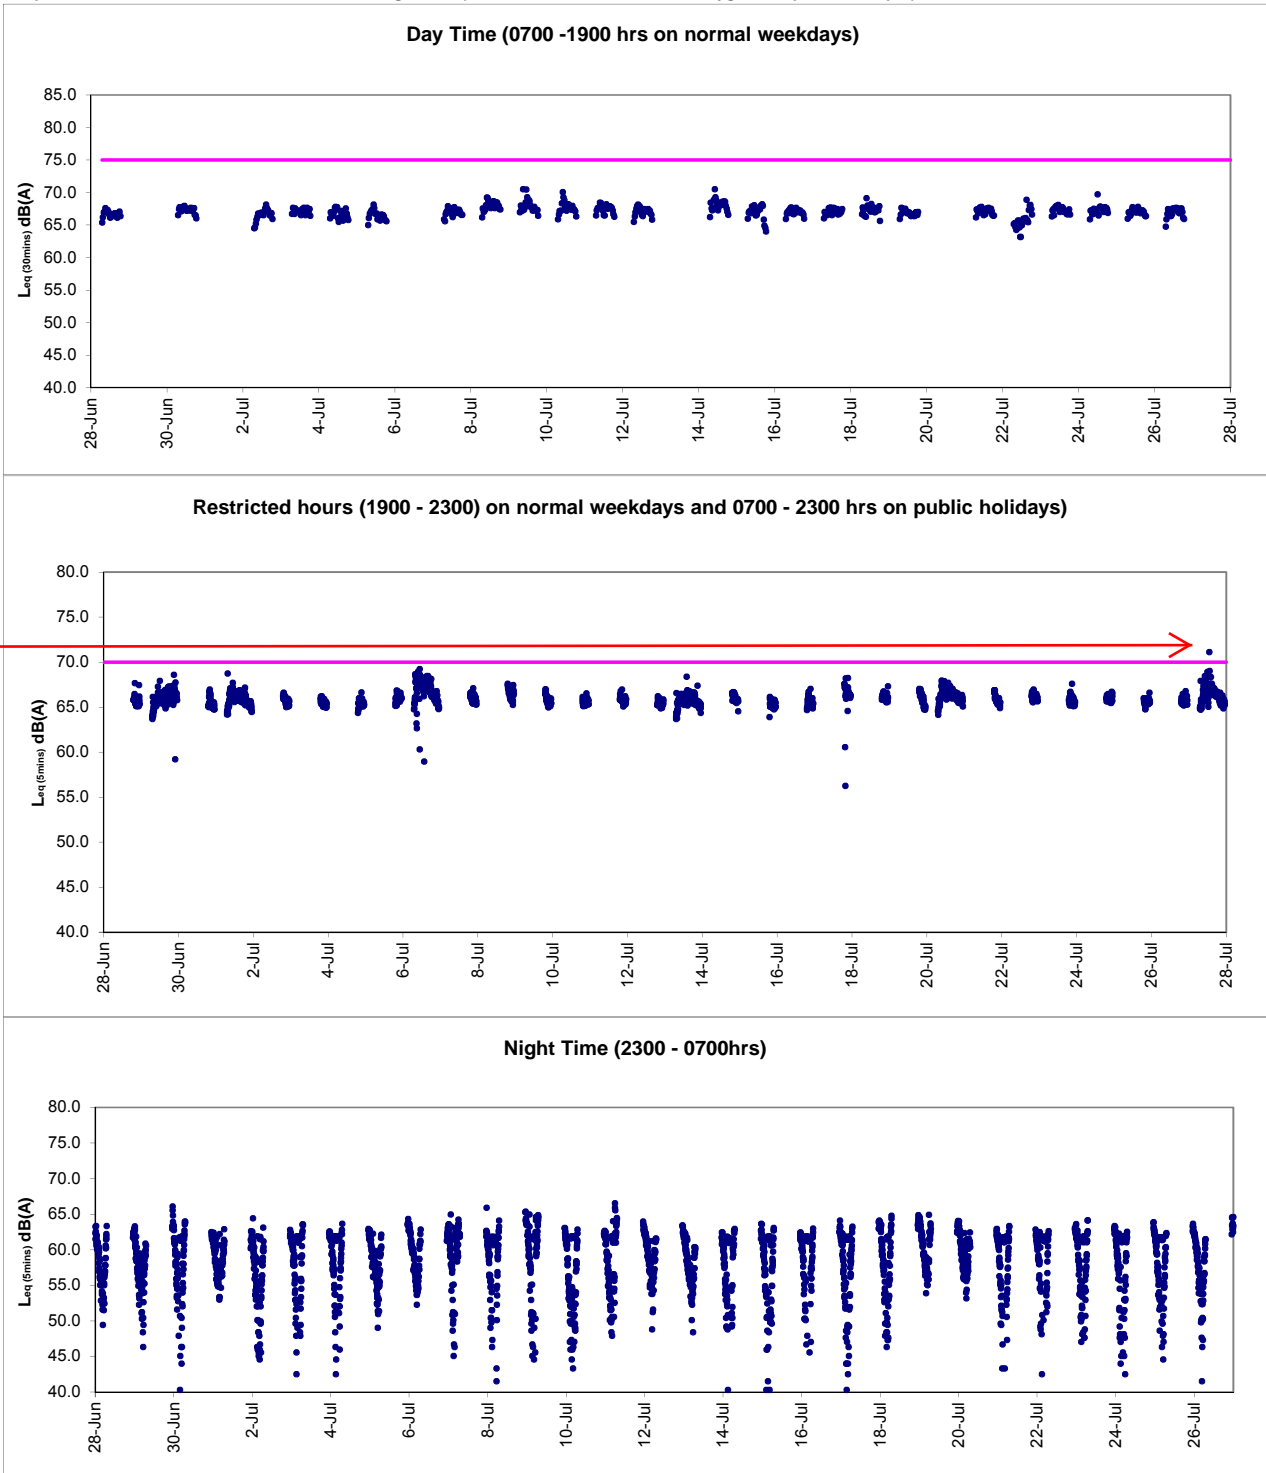 Day Time (0700 -1900 hrs on normal weekdays)
85.0
80.0
75.0
70.0
65.0
60.0
55.0
50.0
45.0
40.0
Leq (30mins) dB(A)
28-Jun
30-Jun
2-Jul
4-Jul
6-Jul
8-Jul
10-Jul
12-Jul
14-Jul
16-Jul
18-Jul
20-Jul
22-Jul
24-Jul
26-Jul
28-Jul
Restricted hours (1900 - 2300) on normal weekdays and 0700 - 2300 hrs on public holidays)
80.0
75.0
70.0
65.0
60.0
55.0
50.0
45.0
40.0
Leq (5mins) dB(A)
28-Jun
30-Jun
2-Jul
4-Jul
6-Jul
8-Jul
10-Jul
12-Jul
14-Jul
16-Jul
18-Jul
20-Jul
22-Jul
24-Jul
26-Jul
28-Jul
Night Time (2300 - 0700hrs)
80.0
75.0
70.0
65.0
60.0
55.0
50.0
45.0
40.0
Leq (5mins) dB(A)
28-Jun
30-Jun
2-Jul
4-Jul
6-Jul
8-Jul
10-Jul
12-Jul
14-Jul
16-Jul
18-Jul
20-Jul
22-Jul
24-Jul
26-Jul